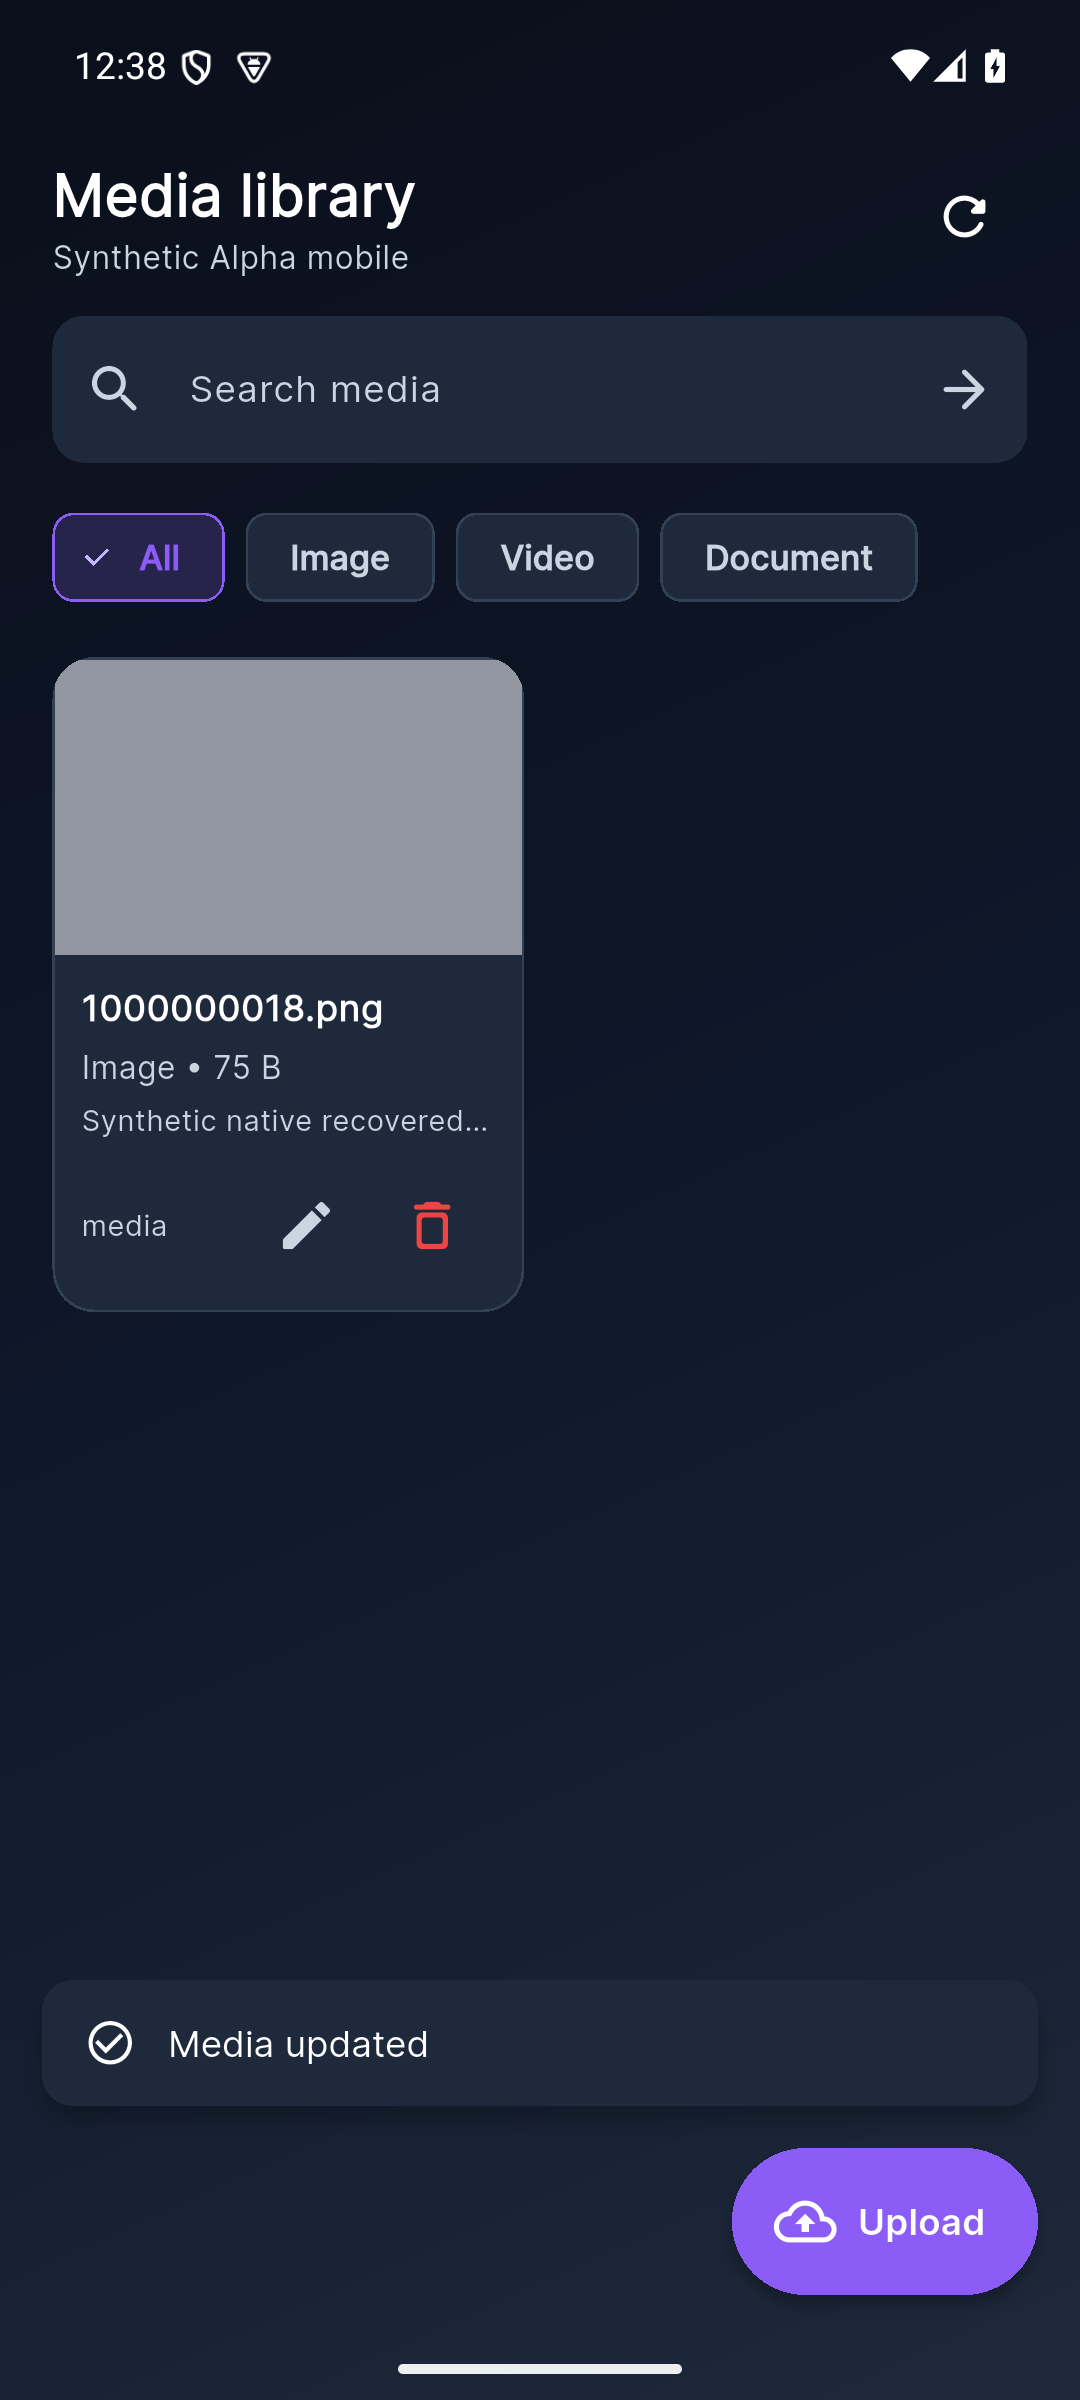 12:38
Media library
Synthetic Alpha mobile
Search media
All
Image
Video
Document
1000000018.png
Image • 75 B
Synthetic native recovered...
media
Media updated
Upload